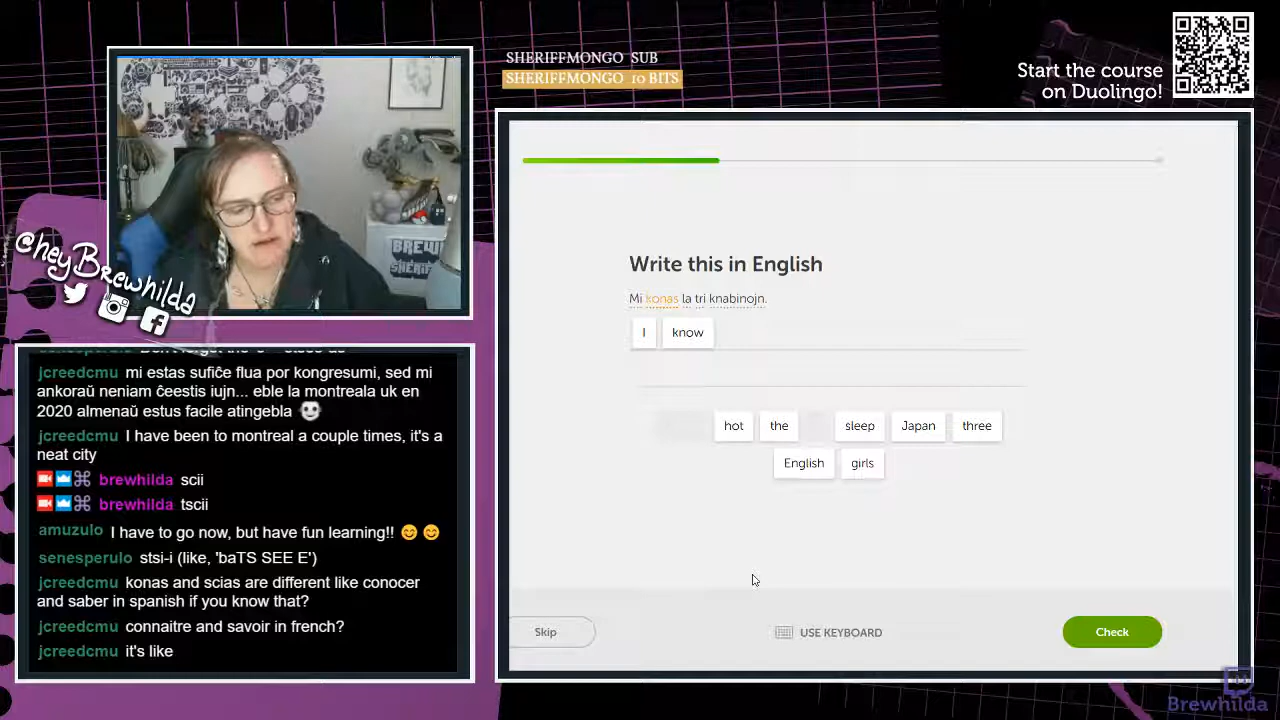 SHERIFFMONGO SUB
SHERIFFMONGO 10 BITS
Start the course
on Duolingo!
@heyBrewhilda
BREW
SHERI
Write this in English
Mi konas la tri knabinojn.
I know
hot the sleep Japan three
English girls
Skip
USE KEYBOARD
Check
jcreedcmu mi estas sufiĉe flua por kongresumi, sed mi
ankoraŭ neniam ĉeestis iujn... eble la montreala uk en
2020 almenaŭ estus facile atingebla
jcreedcmu I have been to montreal a couple times, it's a
neat city
brewhilda scii
brewhilda tscii
amuzulo I have to go now, but have fun learning!! 😊 😊
senesperulo stsi-i (like, 'baTS SEE E')
jcreedcmu konas and scias are different like conocer
and saber in spanish if you know that?
jcreedcmu connaitre and savoir in french?
jcreedcmu it's like
Brewhilda